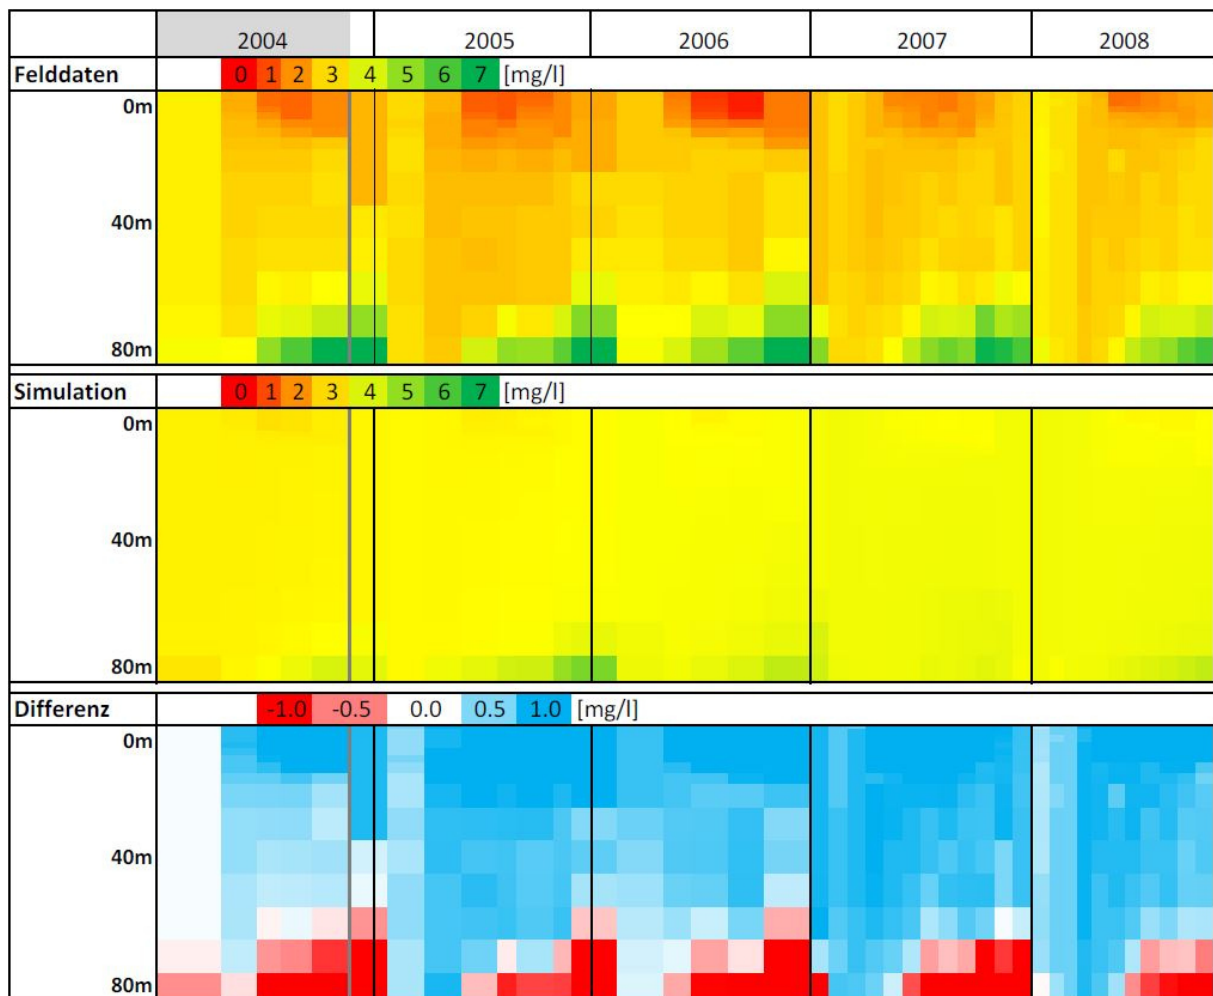 2004 2005 2006 2007 2008
Felddaten 0 1 2 3 4 5 6 7 [mg/l]
0m
40m
80m
Simulation 0 1 2 3 4 5 6 7 [mg/l]
0m
40m
80m
Differenz -1.0 -0.5 0.0 0.5 1.0 [mg/l]
0m
40m
80m